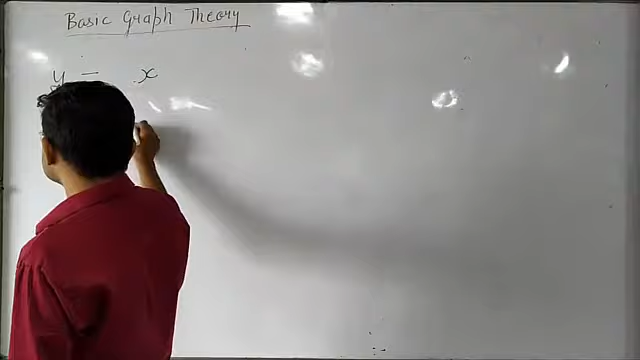 Basic Graph Theory
y — x